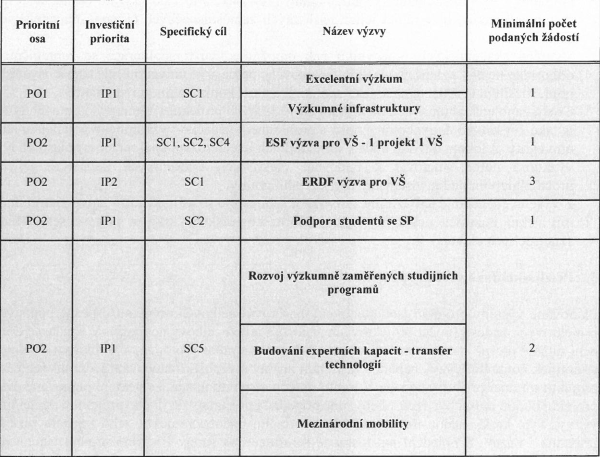 Prioritní osa
Investiční priorita
Specifický cíl
Název výzvy
Minimální počet podaných žádostí
PO1
IP1
SC1
Excelentní výzkum
Výzkumné infrastruktury
PO2
IP1
SC1, SC2, SC4
ESF výzva pro VŠ - 1 projekt 1 VŠ
PO2
IP2
SC1
ERDF výzva pro VŠ
3
PO2
IP1
SC2
Podpora studentů se SP
1
PO2
IP1
SC5
Rozvoj výzkumně zaměřených studijních
programů
Budování expertních kapacit - transfer
technologií
Mezinárodní mobility
2